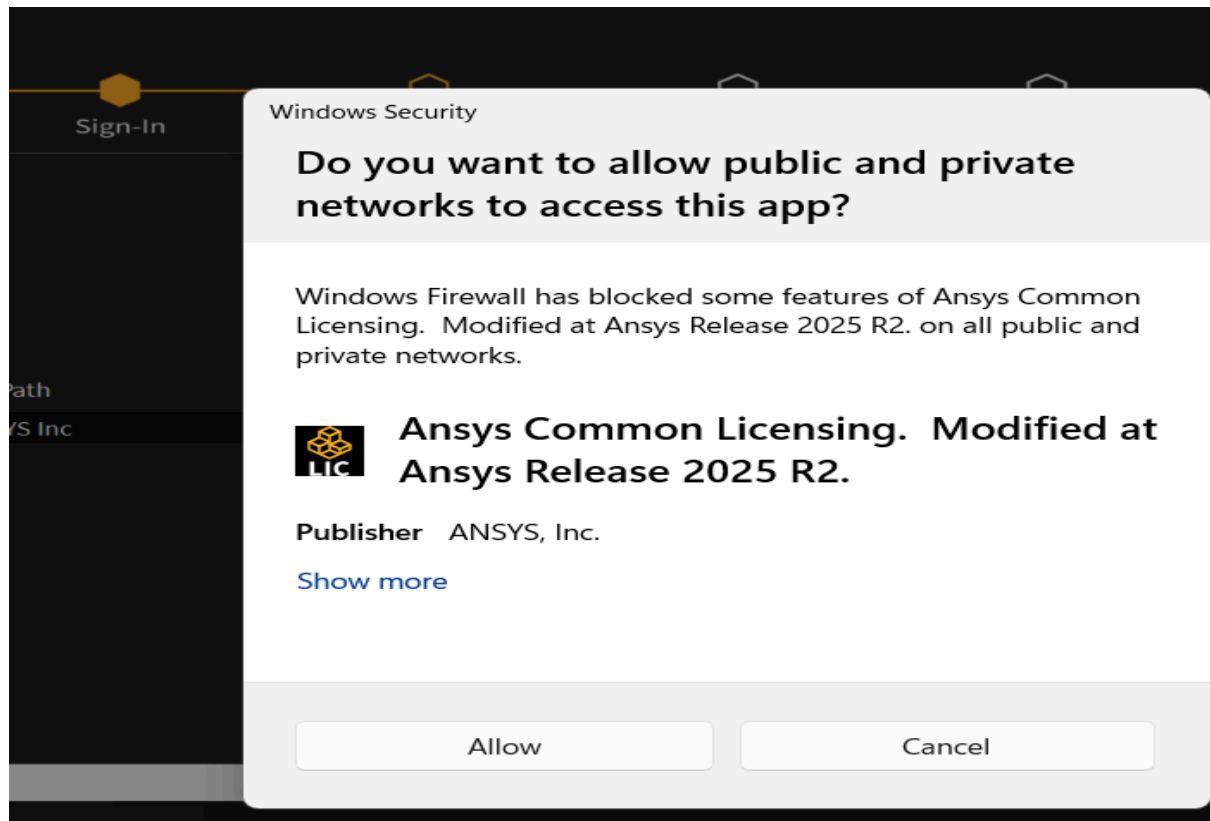 Sign-In
Windows Security
Do you want to allow public and private
networks to access this app?
Windows Firewall has blocked some features of Ansys Common
Licensing.  Modified at Ansys Release 2025 R2. on all public and
private networks.
Path
YS Inc
LIC
Ansys Common Licensing.  Modified at
Ansys Release 2025 R2.
Publisher ANSYS, Inc.
Show more
Allow
Cancel